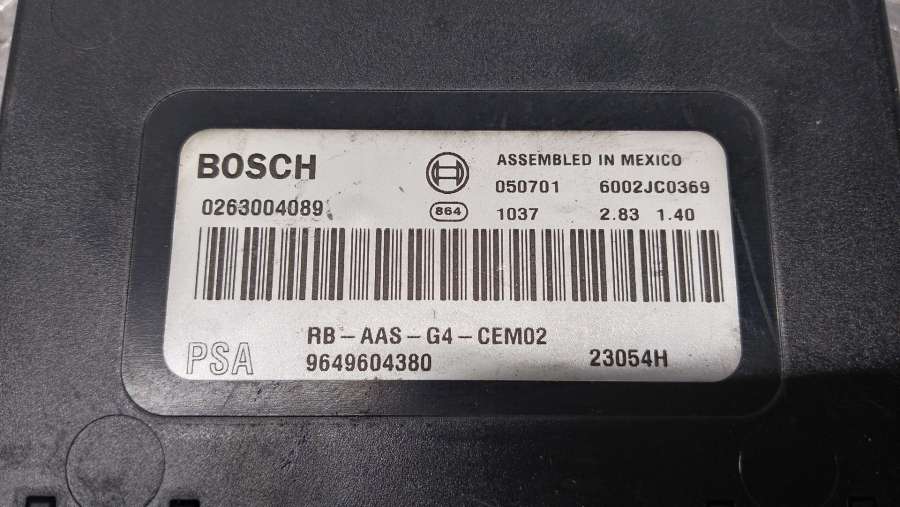 BOSCH
ASSEMBLED IN MEXICO
0263004089
050701 6002JC0369
864
1037 2.83 1.40
RB-AAS-G4-CEM02
PSA
9649604380
23054H